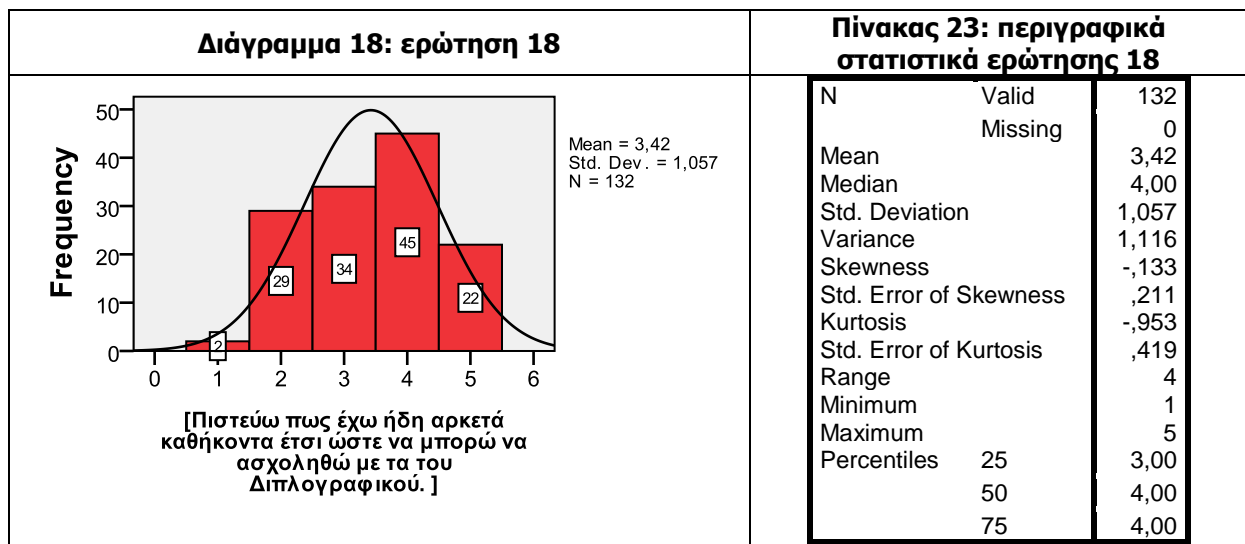 Διάγραμμα 18: ερώτηση 18
50
40
30
20
10
0
Frequency
2
29
34
45
22
0 1 2 3 4 5 6
[Πιστεύω πως έχω ήδη αρκετά
καθήκοντα έτσι ώστε να μπορώ να
ασχοληθώ με τα του
Διπλογραφικού. ]
Mean = 3,42
Std. Dev. = 1,057
N = 132
Πίνακας 23: περιγραφικά
στατιστικά ερώτησης 18
N Valid 132
Missing 0
Mean 3,42
Median 4,00
Std. Deviation 1,057
Variance 1,116
Skewness -,133
Std. Error of Skewness ,211
Kurtosis -,953
Std. Error of Kurtosis ,419
Range 4
Minimum 1
Maximum 5
Percentiles 25 3,00
50 4,00
75 4,00